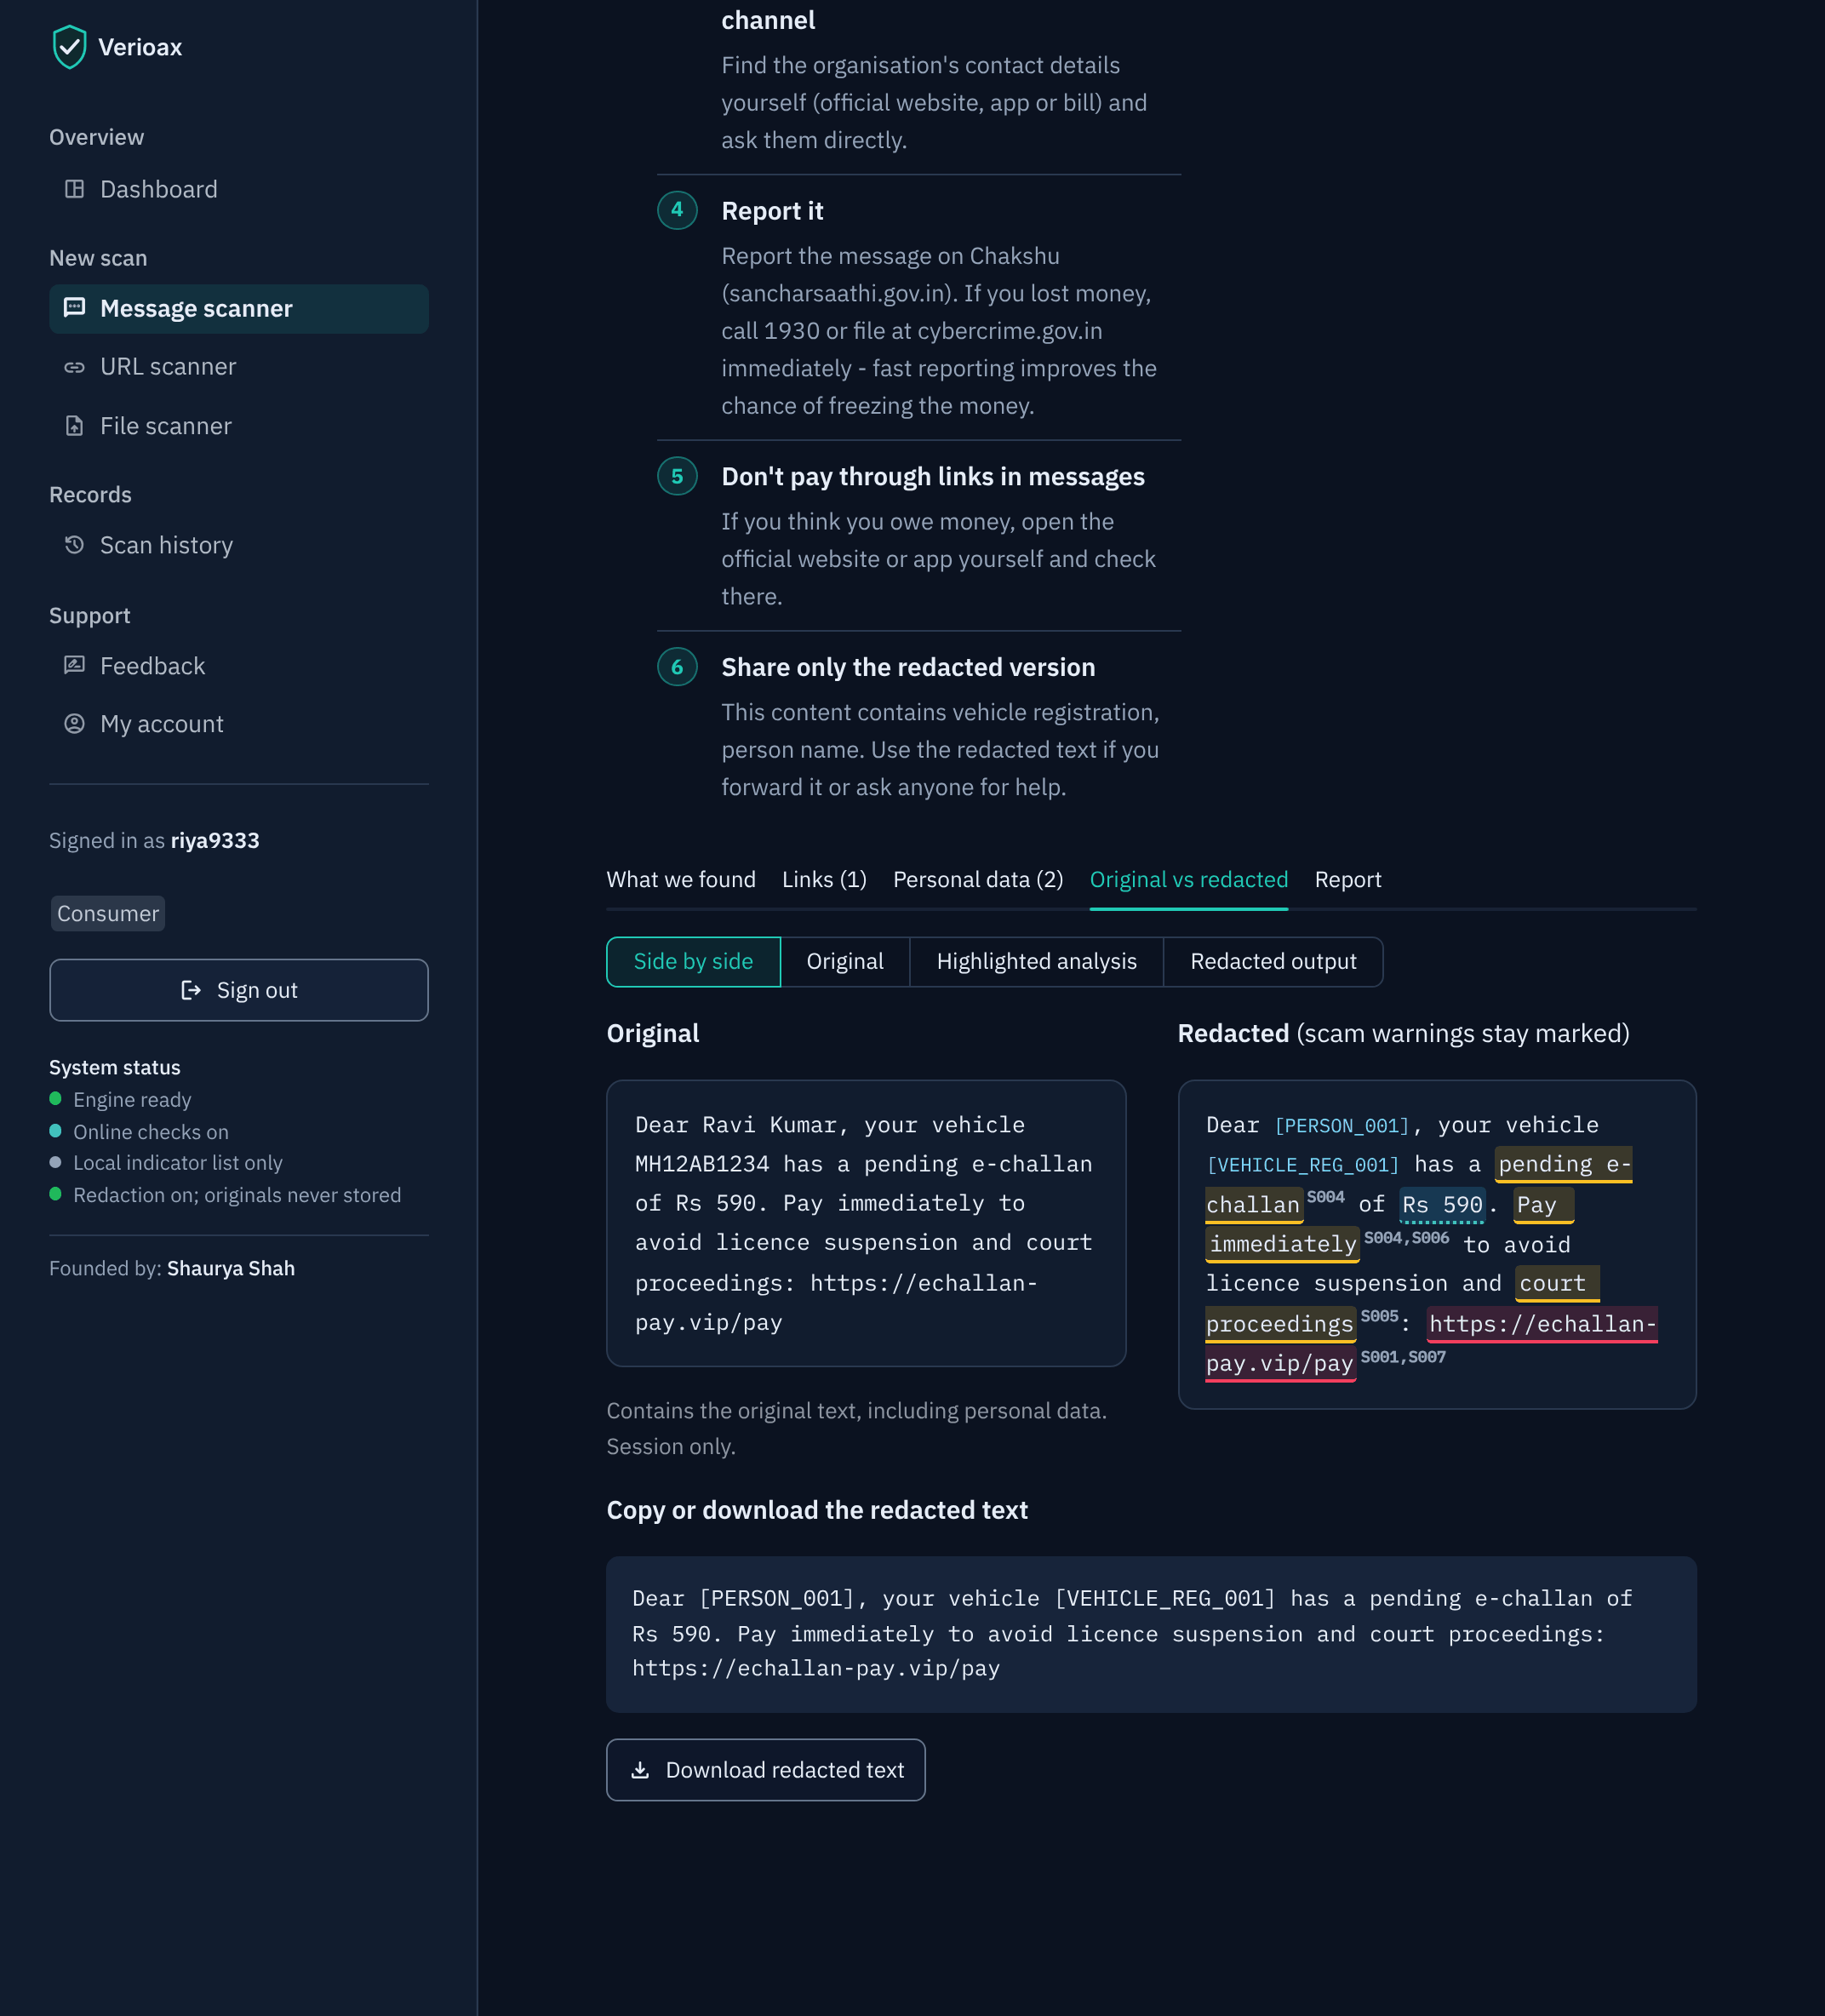 Verioax
Overview
Dashboard
New scan
Message scanner
URL scanner
File scanner
Records
Scan history
Support
Feedback
My account
Signed in as riya9333
Consumer
Sign out
System status
Engine ready
Online checks on
Local indicator list only
Redaction on; originals never stored
Founded by: Shaurya Shah
channel
Find the organisation's contact details
yourself (official website, app or bill) and
ask them directly.
4
Report it
Report the message on Chakshu
(sancharsaathi.gov.in). If you lost money,
call 1930 or file at cybercrime.gov.in
immediately - fast reporting improves the
chance of freezing the money.
5
Don't pay through links in messages
If you think you owe money, open the
official website or app yourself and check
there.
6
Share only the redacted version
This content contains vehicle registration,
person name. Use the redacted text if you
forward it or ask anyone for help.
What we found Links (1) Personal data (2) Original vs redacted Report
Side by side Original Highlighted analysis Redacted output
Original
Dear Ravi Kumar, your vehicle
MH12AB1234 has a pending e-challan
of Rs 590. Pay immediately to
avoid licence suspension and court
proceedings: https://echallan-
pay.vip/pay
Contains the original text, including personal data.
Session only.
Redacted (scam warnings stay marked)
Dear [PERSON_001], your vehicle
[VEHICLE_REG_001] has a pending e-
challan S004 of Rs 590. Pay
immediately S004,S006 to avoid
licence suspension and court
proceedings S005: https://echallan-
pay.vip/pay S001,S007
Copy or download the redacted text
Dear [PERSON_001], your vehicle [VEHICLE_REG_001] has a pending e-challan of
Rs 590. Pay immediately to avoid licence suspension and court proceedings:
https://echallan-pay.vip/pay
Download redacted text